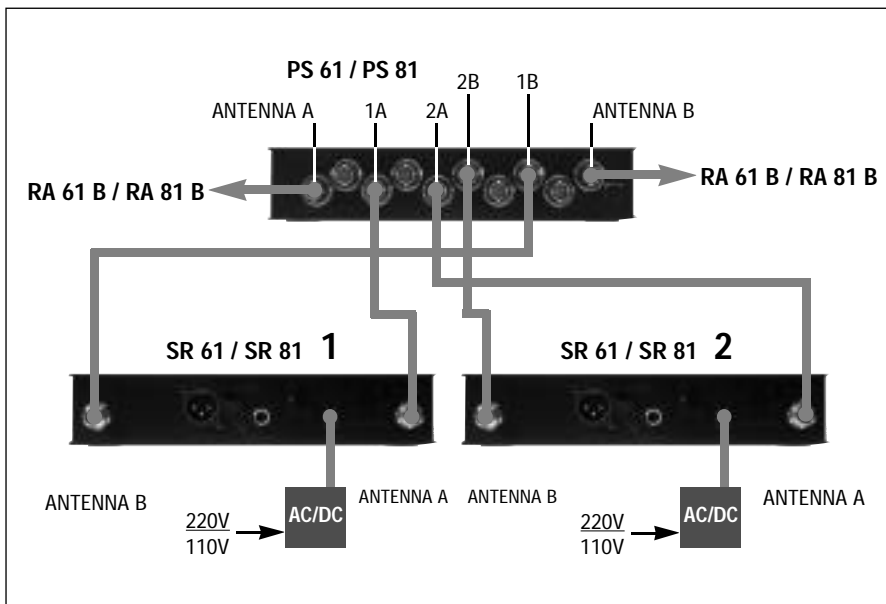 PS 61 / PS 81
2B
1B
ANTENNA A
1A
2A
ANTENNA B
RA 61 B / RA 81 B
RA 61 B / RA 81 B
SR 61 / SR 81 1
SR 61 / SR 81 2
ANTENNA B
ANTENNA A
ANTENNA B
ANTENNA A
220V
110V
AC/DC
220V
110V
AC/DC